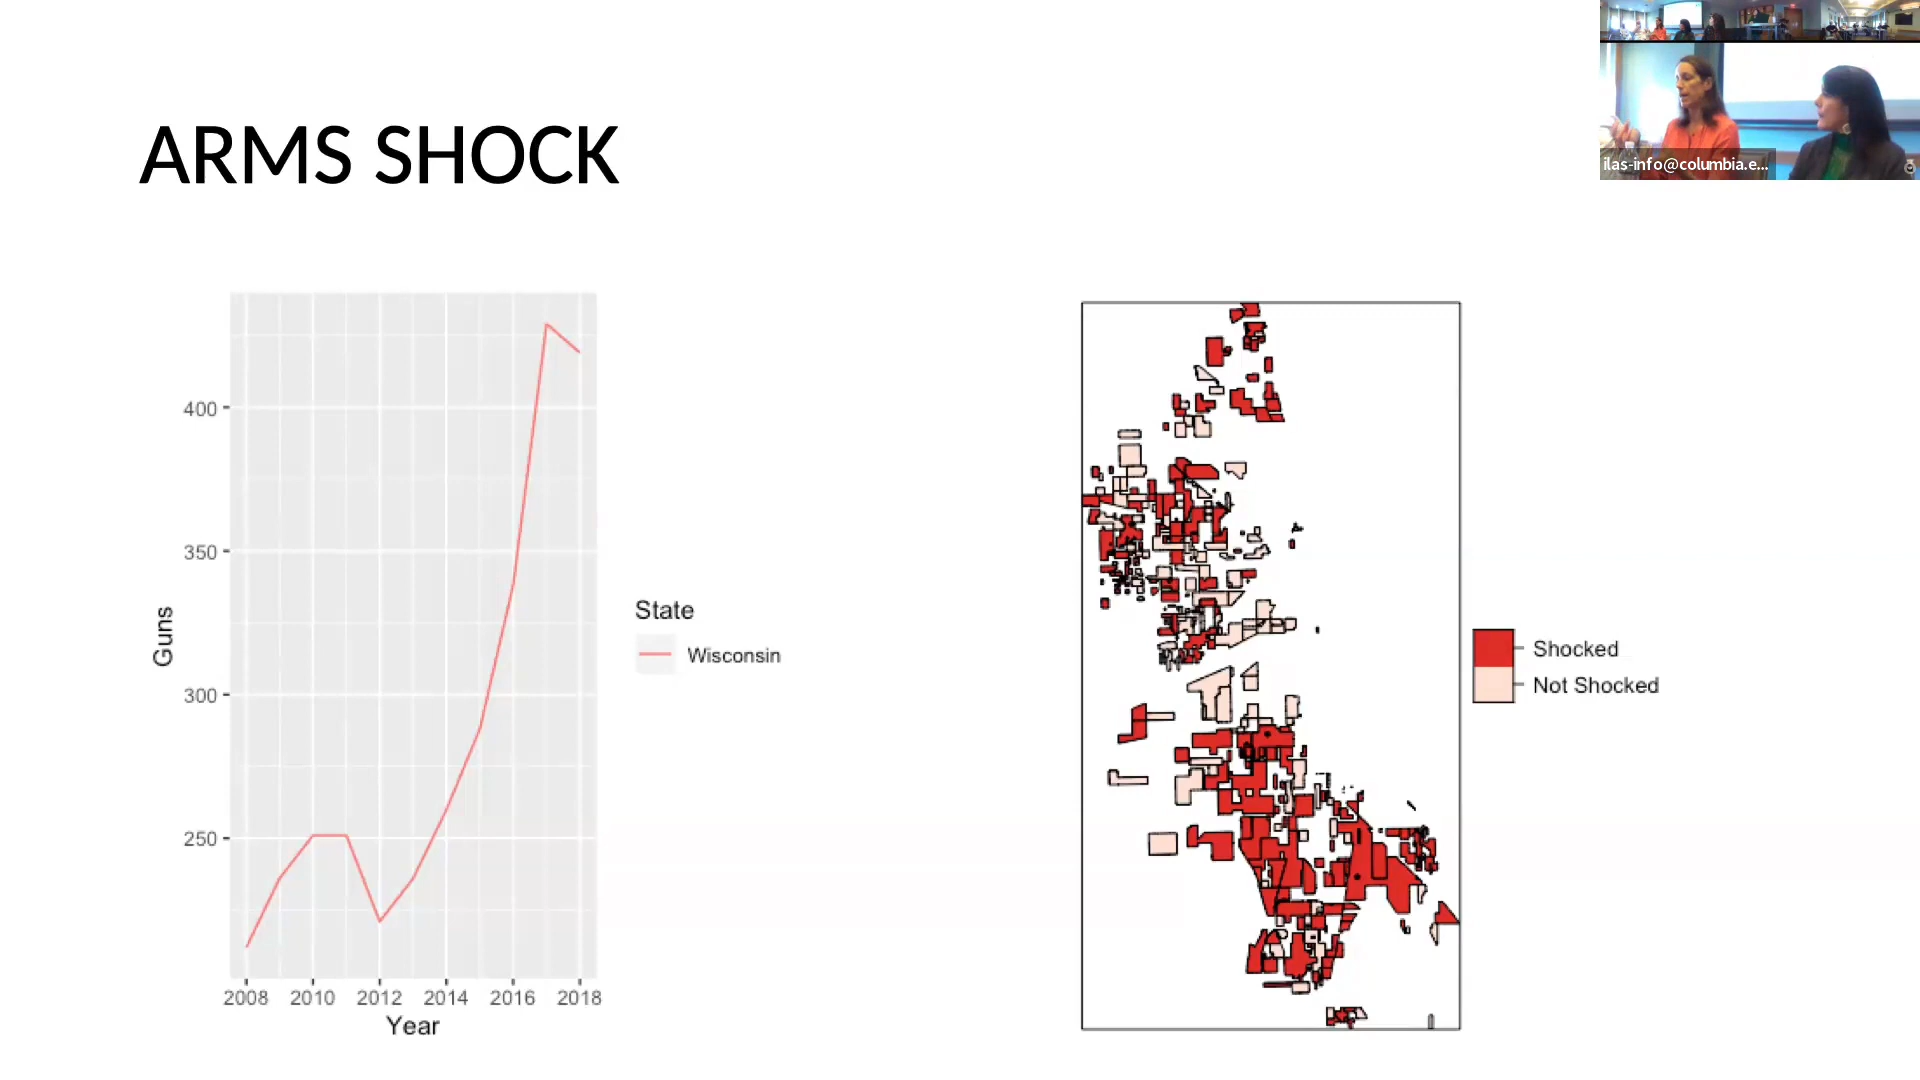 ilas-info@columbia.e...
ARMS SHOCK
400
350
300
250
Guns
2008 2010 2012 2014 2016 2018
Year
State
Wisconsin
Shocked
Not Shocked